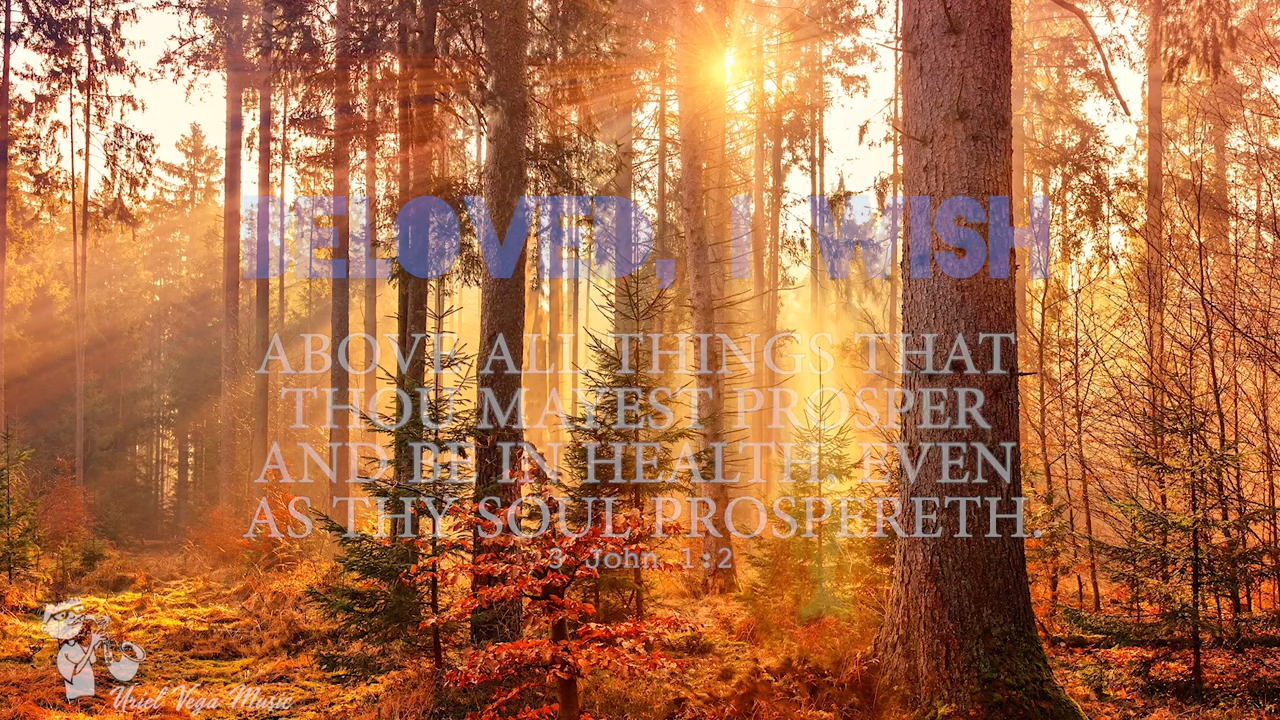 BELOVED, I WISH
ABOVE ALL THINGS THAT
THOU MAYEST PROSPER
AND BE IN HEALTH, EVEN
AS THY SOUL PROSPERETH.
3 John 1:2
Uriel Vega Music